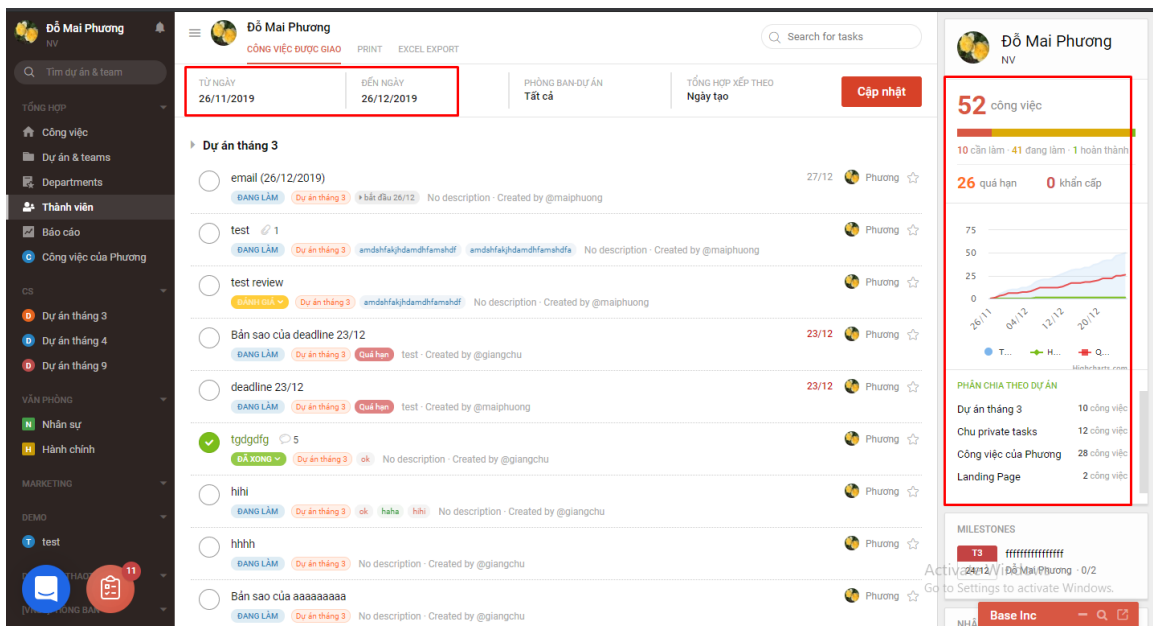 Đỗ Mai Phương
NV
Tìm dự án & team
TỔNG HỢP
Công việc
Dự án & teams
Departments
Thành viên
Báo cáo
C Công việc của Phương
CS
D Dự án tháng 3
D Dự án tháng 4
D Dự án tháng 9
VĂN PHÒNG
N Nhân sự
H Hành chính
MARKETING
DEMO
T test
11
Đỗ Mai Phương
CÔNG VIỆC ĐƯỢC GIAO PRINT EXCEL EXPORT
Search for tasks
TỪ NGÀY
26/11/2019
ĐẾN NGÀY
26/12/2019
PHÒNG BAN-DỰ ÁN
Tất cả
TỔNG HỢP XẾP THEO
Ngày tạo
Cập nhật
Dự án tháng 3
email (26/12/2019) 27/12 Phương
ĐANG LÀM Dự án tháng 3 bắt đầu 26/12 No description · Created by @maiphuong
test 1 Phương
ĐANG LÀM Dự án tháng 3 amdahfakjhdamdhfamahdf amdahfakjhdamdhfamahdfa No description · Created by @maiphuong
test review Phương
ĐÁNH GIÁ Dự án tháng 3 amdahfakjhdamdhfamahdf No description · Created by @maiphuong
Bản sao của deadline 23/12 23/12 Phương
ĐANG LÀM Dự án tháng 3 Quá hạn test · Created by @giangchu
deadline 23/12 23/12 Phương
ĐANG LÀM Dự án tháng 3 Quá hạn test · Created by @maiphuong
tgdgdfg 5 Phương
ĐÃ XONG Dự án tháng 3 ok No description · Created by @giangchu
hihi Phương
ĐANG LÀM Dự án tháng 3 ok haha hihi No description · Created by @giangchu
hhhh Phương
ĐANG LÀM Dự án tháng 3 No description · Created by @giangchu
Bản sao của aaaaaaaaa Phương
ĐANG LÀM Dự án tháng 3 No description · Created by @giangchu
Đỗ Mai Phương
NV
52 công việc
10 cần làm · 41 đang làm · 1 hoàn thành
26 quá hạn 0 khẩn cấp
75
50
25
0
26/11 04/12 12/12 20/12
T... H... Q...
Highcharts.com
PHÂN CHIA THEO DỰ ÁN
Dự án tháng 3 10 công việc
Chu private tasks 12 công việc
Công việc của Phương 28 công việc
Landing Page 2 công việc
MILESTONES
T3 ffffffffffffffff
24/12 Đỗ Mai Phương · 0/2
Activate Windows
Go to Settings to activate Windows.
Base Inc